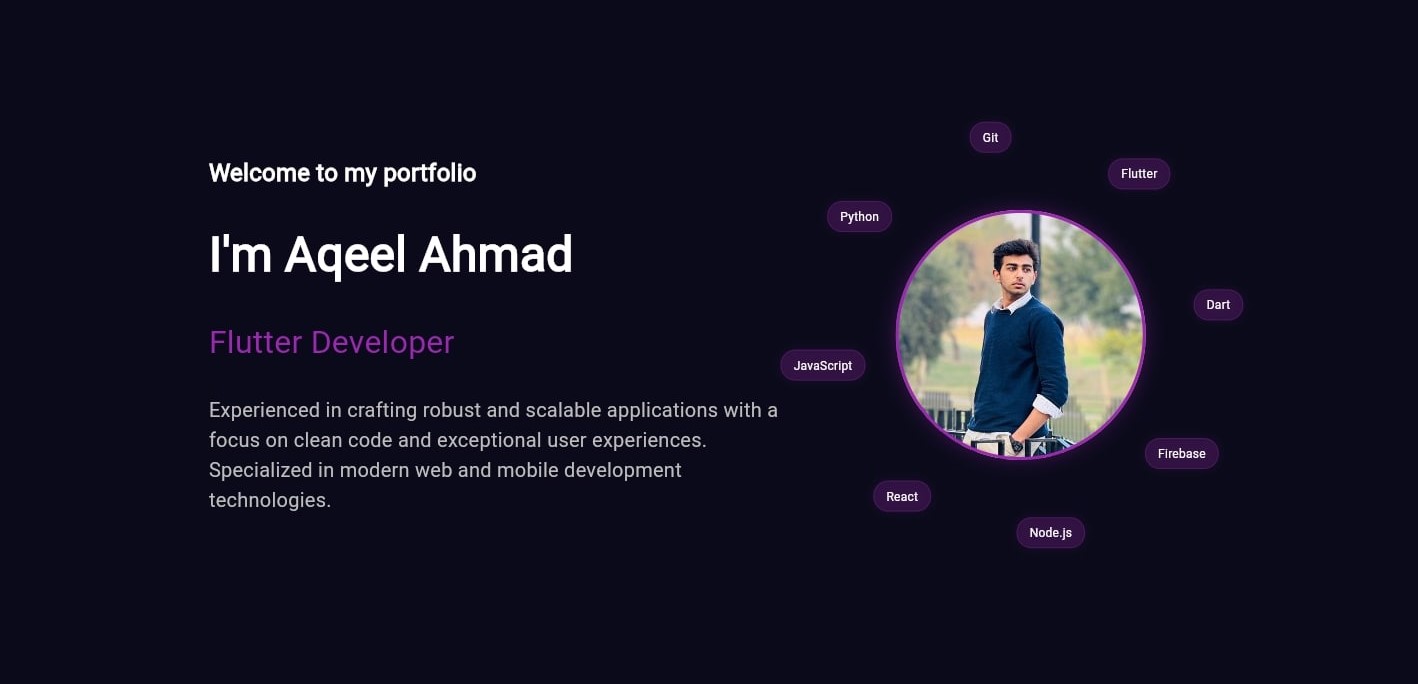 Welcome to my portfolio
I'm Aqeel Ahmad
Flutter Developer
Experienced in crafting robust and scalable applications with a
focus on clean code and exceptional user experiences.
Specialized in modern web and mobile development
technologies.
Git
Flutter
Python
Dart
JavaScript
Firebase
React
Node.js